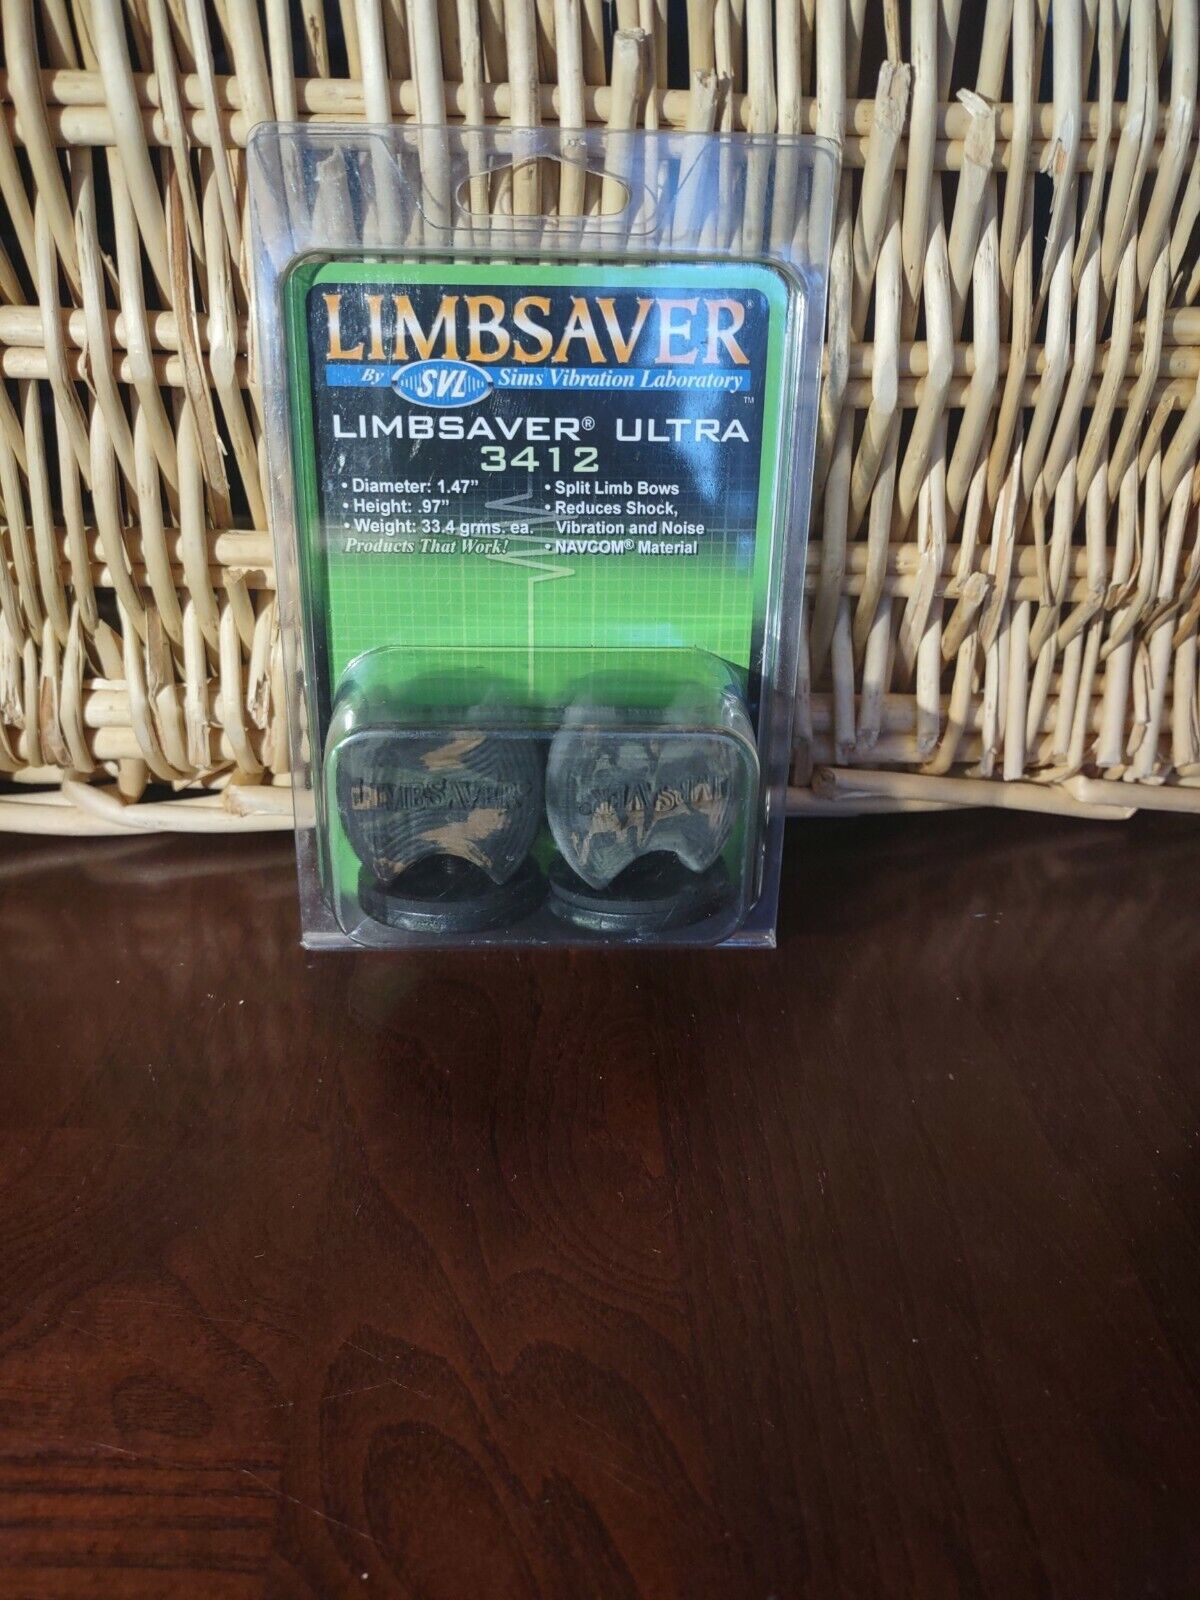 LIMBSAVER®
By SVL Sims Vibration Laboratory
™
LIMBSAVER® ULTRA
3412
• Diameter: 1.47"
• Height: .97"
• Weight: 33.4 grms. ea.
Products That Work!
• Split Limb Bows
• Reduces Shock,
Vibration and Noise
• NAVCOM® Material
LIMBSAVER®
LIMBSAVER®